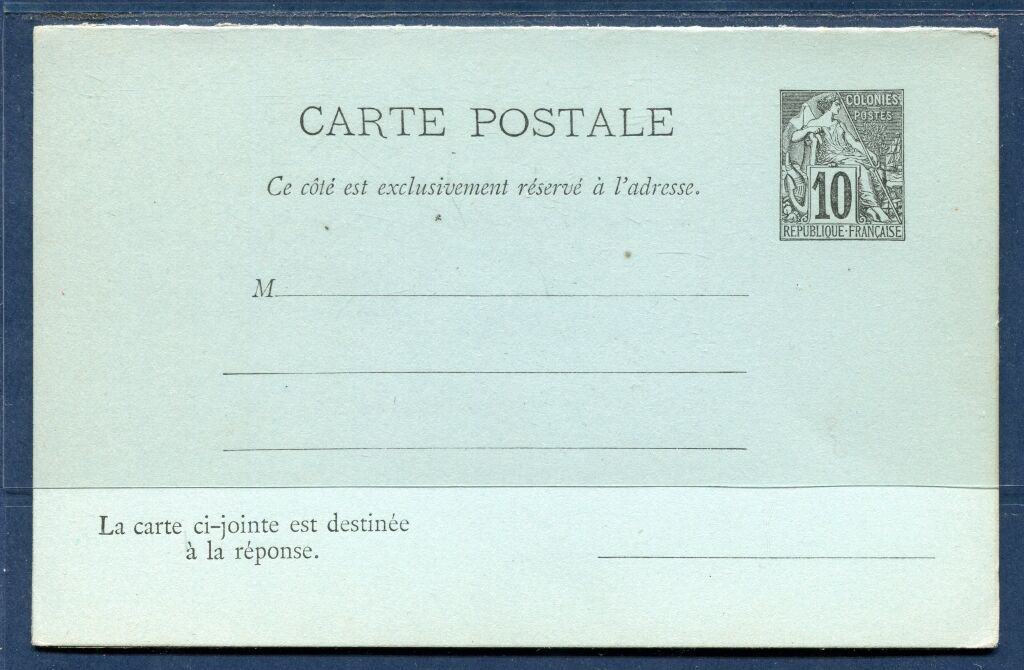 CARTE POSTALE
Ce côté est exclusivement réservé à l'adresse.
COLONIES
POSTES
10
REPUBLIQUE·FRANÇAISE
M
La carte ci-jointe est destinée
à la réponse.